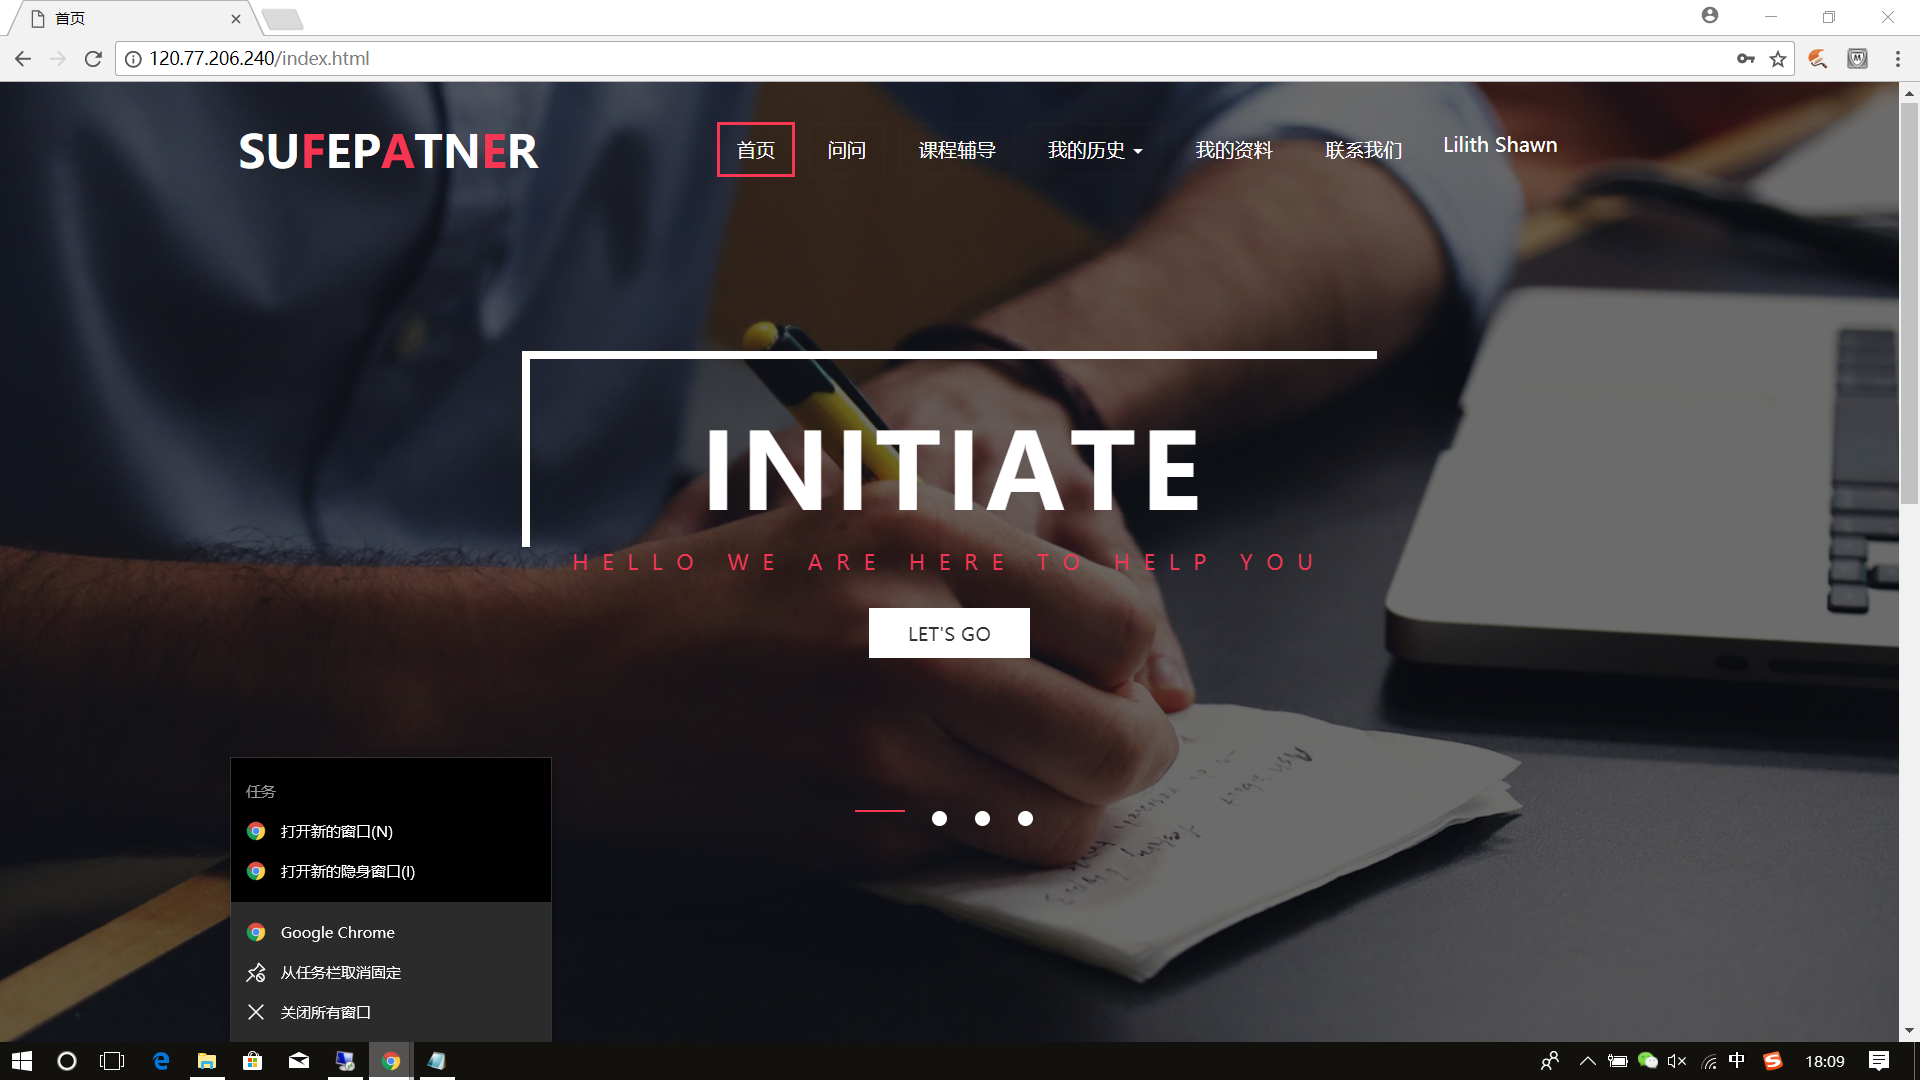 首页
120.77.206.240/index.html
SUFEPATNER
首页 问问 课程辅导 我的历史 我的资料 联系我们 Lilith Shawn
INITIATE
HELLO WE ARE HERE TO HELP YOU
LET'S GO
任务
打开新的窗口(N)
打开新的隐身窗口(I)
Google Chrome
从任务栏取消固定
关闭所有窗口
中 18:09